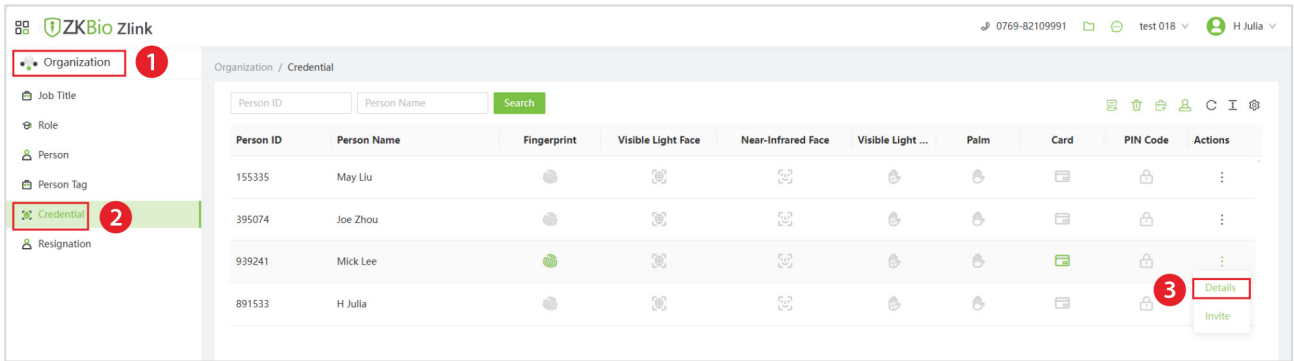 ZKBio Zlink
0769-82109991 test 018 H Julia
Organization 1
Job Title
Role
Person
Person Tag
Credential 2
Resignation
Organization / Credential
Person ID Person Name Search
Person ID Person Name Fingerprint Visible Light Face Near-Infrared Face Visible Light ... Palm Card PIN Code Actions
155335 May Liu
395074 Joe Zhou
939241 Mick Lee
891533 H Julia
3 Details
Invite